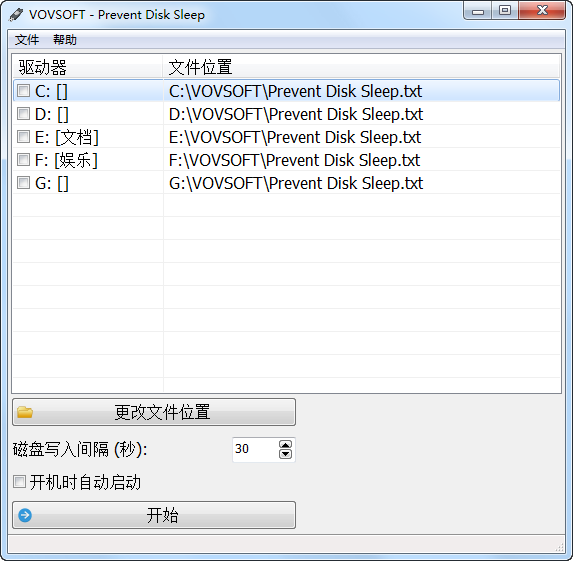 VOVSOFT - Prevent Disk Sleep
文件 帮助
驱动器 文件位置
C: [] C:\VOVSOFT\Prevent Disk Sleep.txt
D: [] D:\VOVSOFT\Prevent Disk Sleep.txt
E: [文档] E:\VOVSOFT\Prevent Disk Sleep.txt
F: [娱乐] F:\VOVSOFT\Prevent Disk Sleep.txt
G: [] G:\VOVSOFT\Prevent Disk Sleep.txt
更改文件位置
磁盘写入间隔 (秒): 30
开机时自动启动
开始